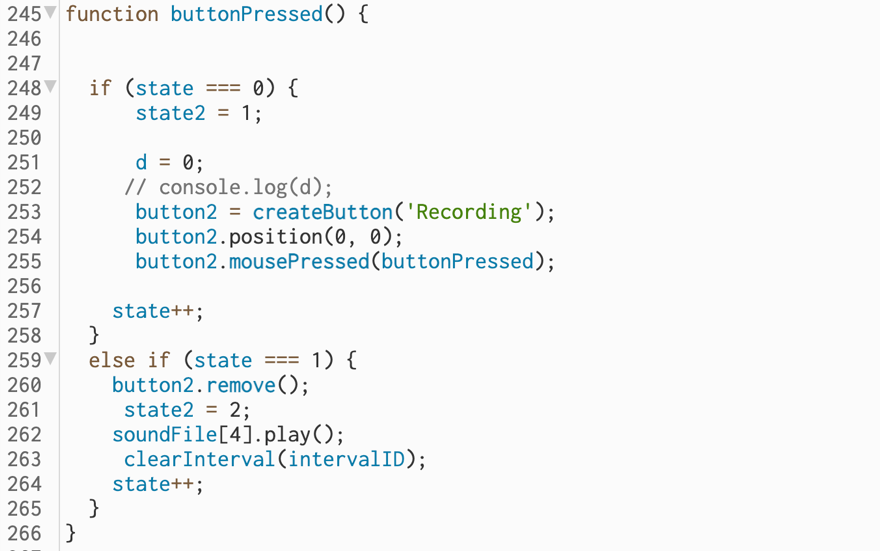 245 function buttonPressed() {
246
247
248 if (state === 0) {
249 state2 = 1;
250
251 d = 0;
252 // console.log(d);
253 button2 = createButton('Recording');
254 button2.position(0, 0);
255 button2.mousePressed(buttonPressed);
256
257 state++;
258 }
259 else if (state === 1) {
260 button2.remove();
261 state2 = 2;
262 soundFile[4].play();
263 clearInterval(intervalID);
264 state++;
265 }
266 }